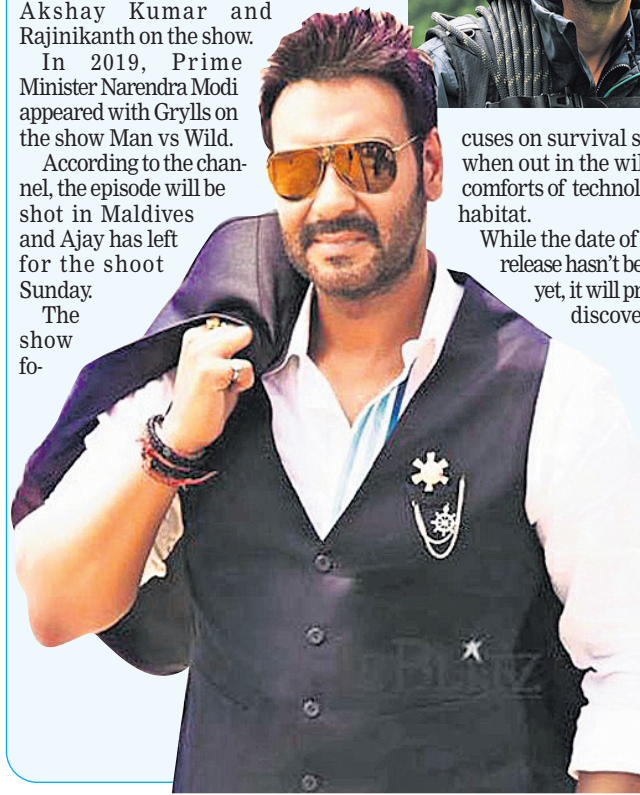 Akshay Kumar and
Rajinikanth on the show.
In 2019, Prime
Minister Narendra Modi
appeared with Grylls on
the show Man vs Wild.
According to the chan-
nel, the episode will be
shot in Maldives
and Ajay has left
for the shoot
Sunday.
The
show
fo-
cuses on survival s
when out in the wil
comforts of technol
habitat.
While the date of
release hasn't be
yet, it will pr
discove